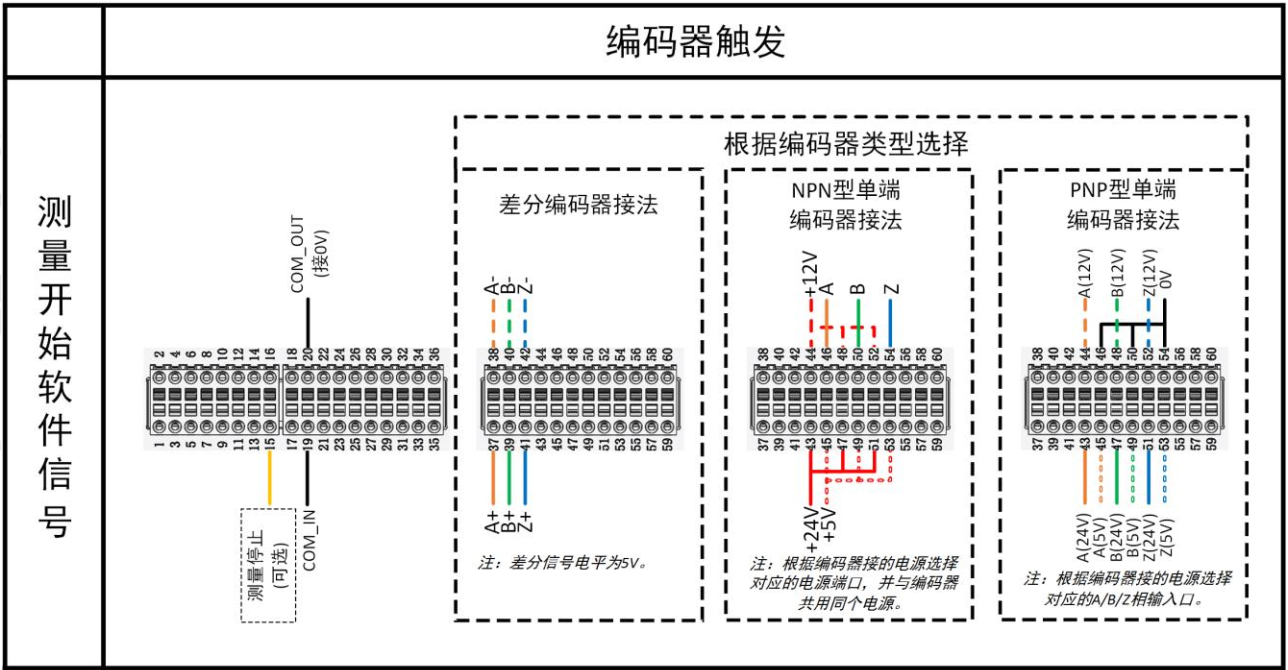 编码器触发
测量开始软件信号
根据编码器类型选择
COM_OUT
(接0V)
2 4 6 8 10 12 14 16 18 20 22 24 26 28 30 32 34 36
1 3 5 7 9 11 13 15 17 19 21 23 25 27 29 31 33 35
测量停止
(可选)
COM_IN
差分编码器接法
A- B- Z-
38 40 42 44 46 48 50 52 54 56 58 60
37 39 41 43 45 47 49 51 53 55 57 59
A+ B+ Z+
注：差分信号电平为5V。
NPN型单端
编码器接法
+12V A B Z
38 40 42 44 46 48 50 52 54 56 58 60
37 39 41 43 45 47 49 51 53 55 57 59
+24V +5V
注：根据编码器接的电源选择
对应的电源端口，并与编码器
共用同个电源。
PNP型单端
编码器接法
A(12V) B(12V) Z(12V) 0V
38 40 42 44 46 48 50 52 54 56 58 60
37 39 41 43 45 47 49 51 53 55 57 59
A(24V) A(5V) B(24V) B(5V) Z(24V) Z(5V)
注：根据编码器接的电源选择
对应的A/B/Z相输入口。